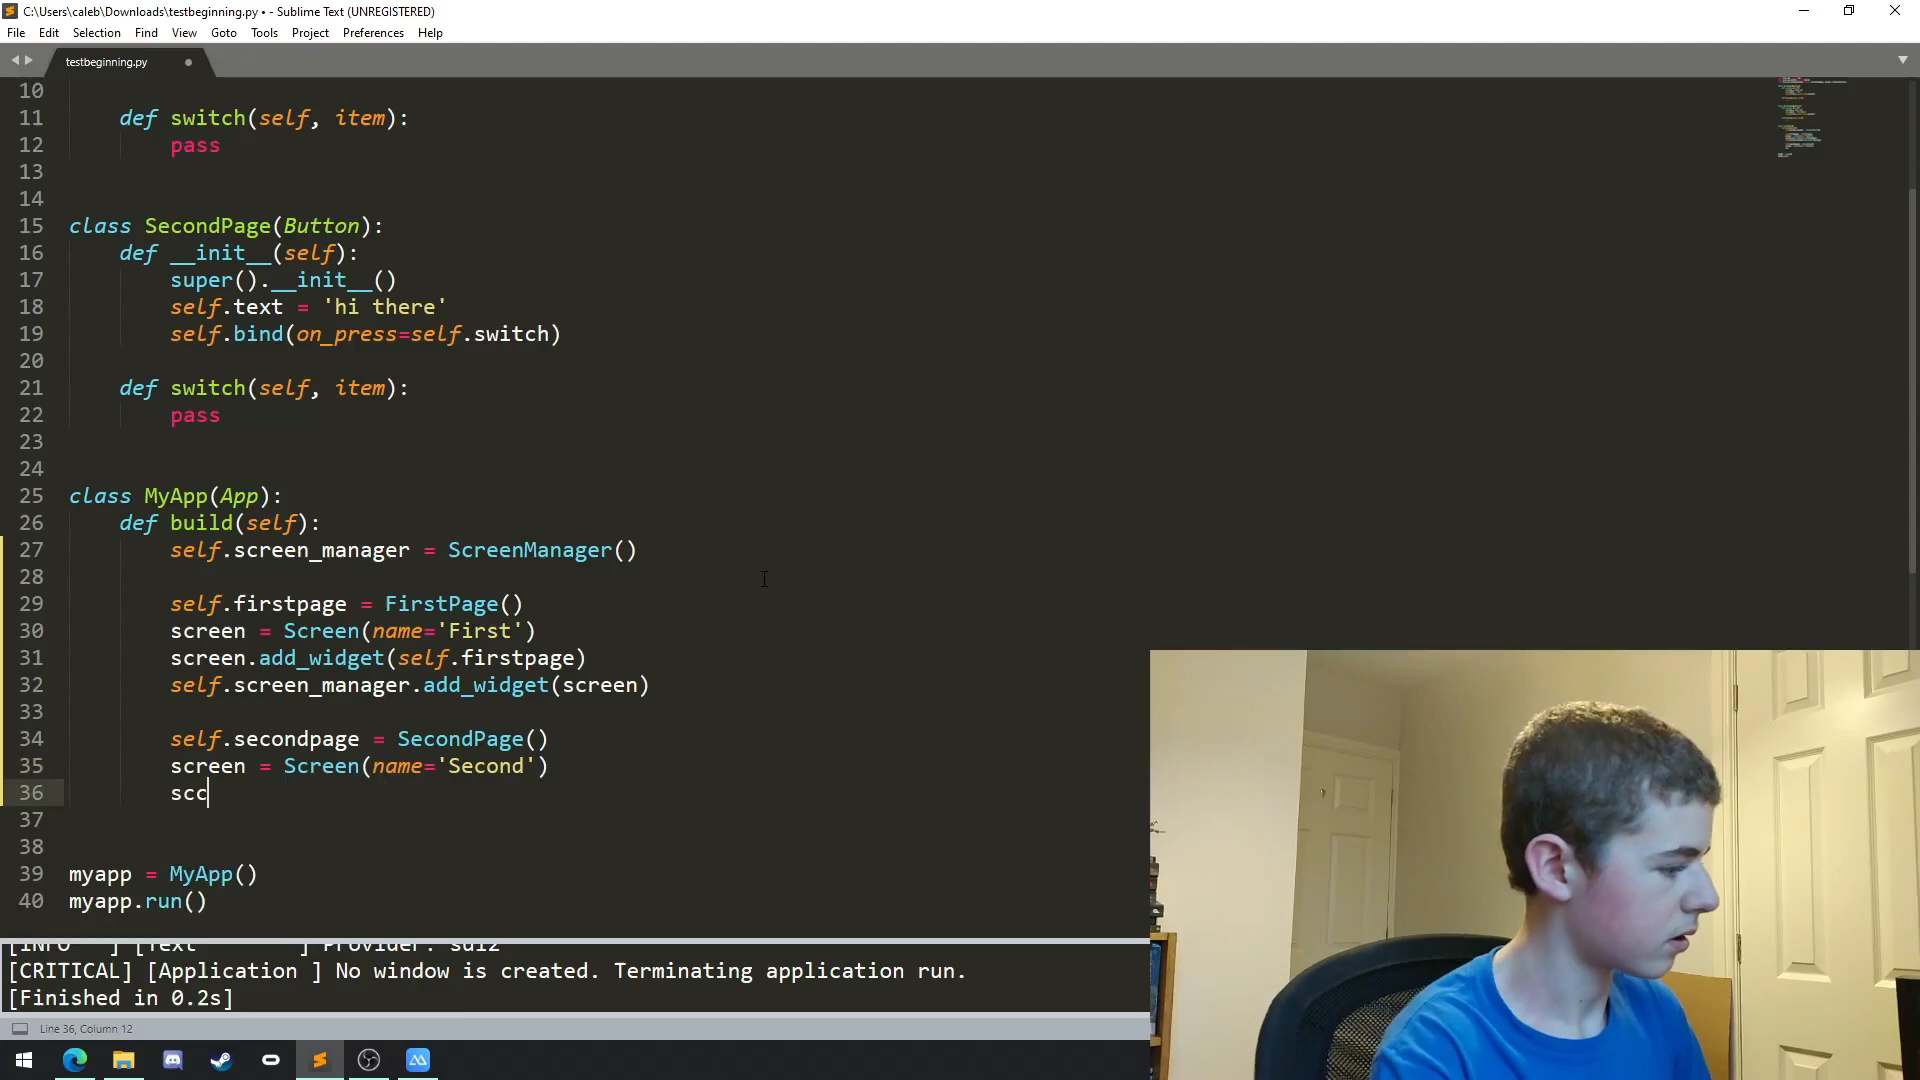 C:\Users\caleb\Downloads\testbeginning.py • - Sublime Text (UNREGISTERED)
File Edit Selection Find View Goto Tools Project Preferences Help
testbeginning.py
10
11 def switch(self, item):
12 pass
13
14
15 class SecondPage(Button):
16 def __init__(self):
17 super().__init__()
18 self.text = 'hi there'
19 self.bind(on_press=self.switch)
20
21 def switch(self, item):
22 pass
23
24
25 class MyApp(App):
26 def build(self):
27 self.screen_manager = ScreenManager()
28
29 self.firstpage = FirstPage()
30 screen = Screen(name='First')
31 screen.add_widget(self.firstpage)
32 self.screen_manager.add_widget(screen)
33
34 self.secondpage = SecondPage()
35 screen = Screen(name='Second')
36 scc
37
38
39 myapp = MyApp()
40 myapp.run()
[INFO ] [Text ] Provider: sdl2
[CRITICAL] [Application ] No window is created. Terminating application run.
[Finished in 0.2s]
Line 36, Column 12